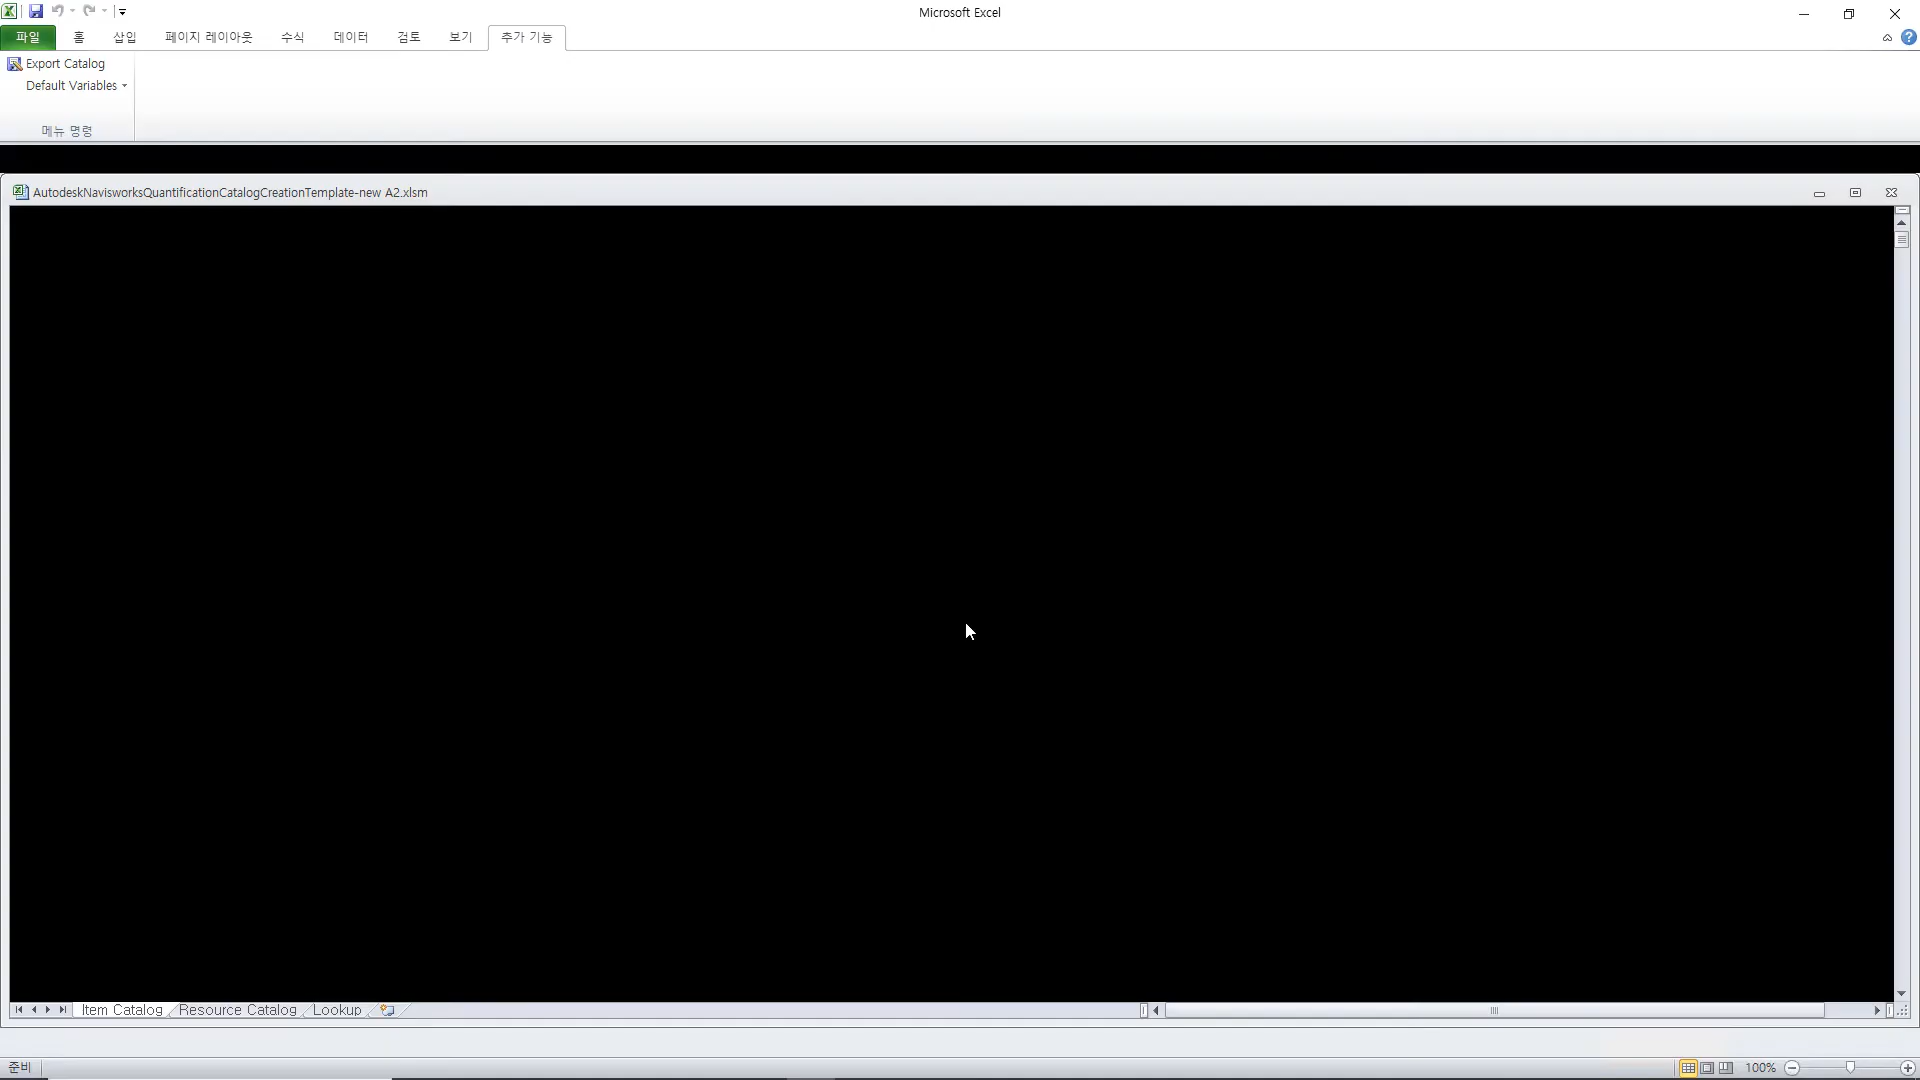 Microsoft Excel
파일 홈 삽입 페이지 레이아웃 수식 데이터 검토 보기 추가 기능
Export Catalog
Default Variables
메뉴 명령
AutodeskNavisworksQuantificationCatalogCreationTemplate-new A2.xlsm
Item Catalog Resource Catalog Lookup
준비 100%